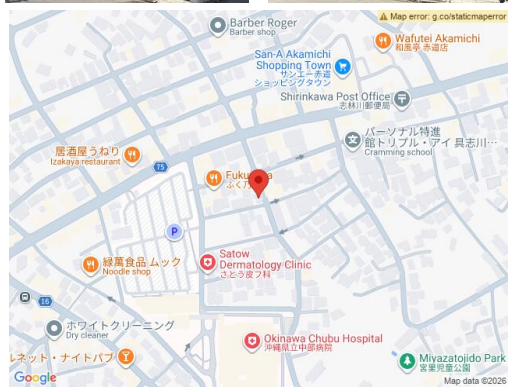 Map error: g.co/staticmaperror
Barber Roger
Barber shop
Wafutei Akamichi
和風亭 赤道店
San-A Akamichi
Shopping Town
サンエー赤道
ショッピングタウン
Shirinkawa Post Office
志林川郵便局
パーソナル特進
館トリプル・アイ 具志川…
Cramming school
居酒屋うねり
Izakaya restaurant
75
ふく乃
P
緑萬食品 ムック
Noodle shop
Satow
Dermatology Clinic
さとう皮フ科
16
ホワイトクリーニング
Dry cleaner
Okinawa Chubu Hospital
沖縄県立中部病院
ルネット・ナイトパブ
Miyazatojido Park
宮里児童公園
Google
Map data ©2026